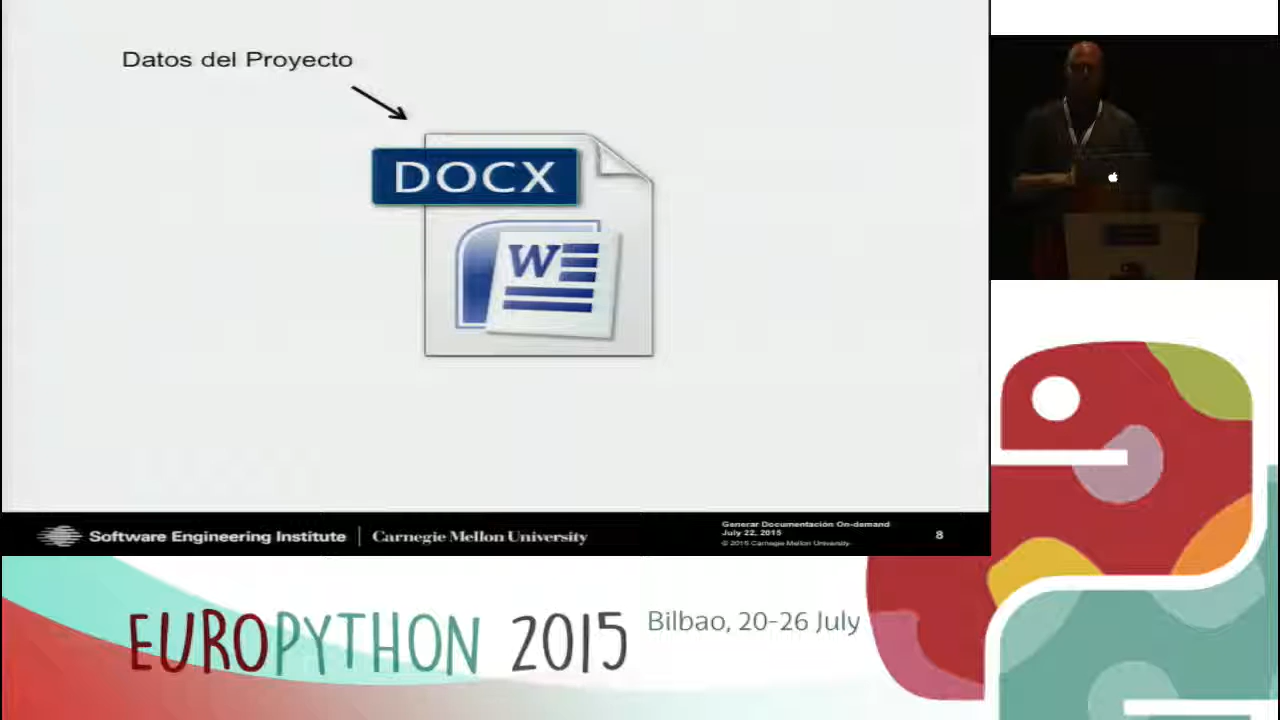 Datos del Proyecto
DOCX
W
Software Engineering Institute
Carnegie Mellon University
Generar Documentación On-demand
July 22, 2015
© 2015 Carnegie Mellon University
8
EUROPYTHON 2015
Bilbao, 20-26 July